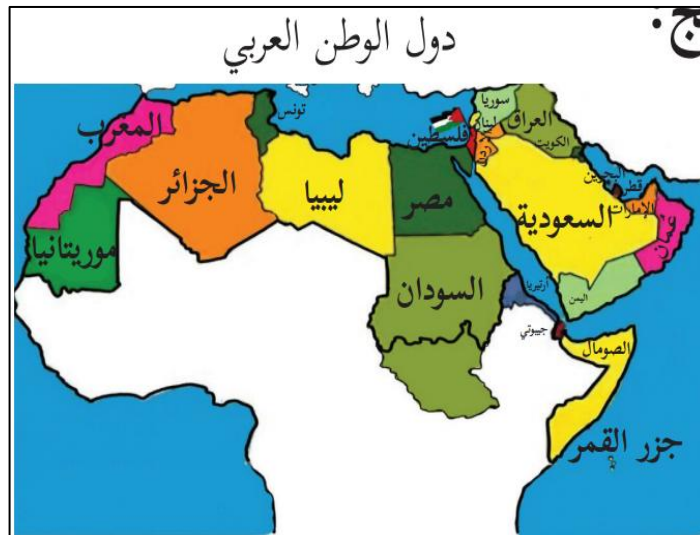 دول الوطن العربي
سوريا
تونس
لبنان
العراق
المغرب
فلسطين
الكويت
الجزائر
ليبيا
مصر
البحرين
قطر
الإمارات
السعودية
عمان
موريتانيا
السودان
ارتيريا
اليمن
جيبوتي
الصومال
جزر القمر